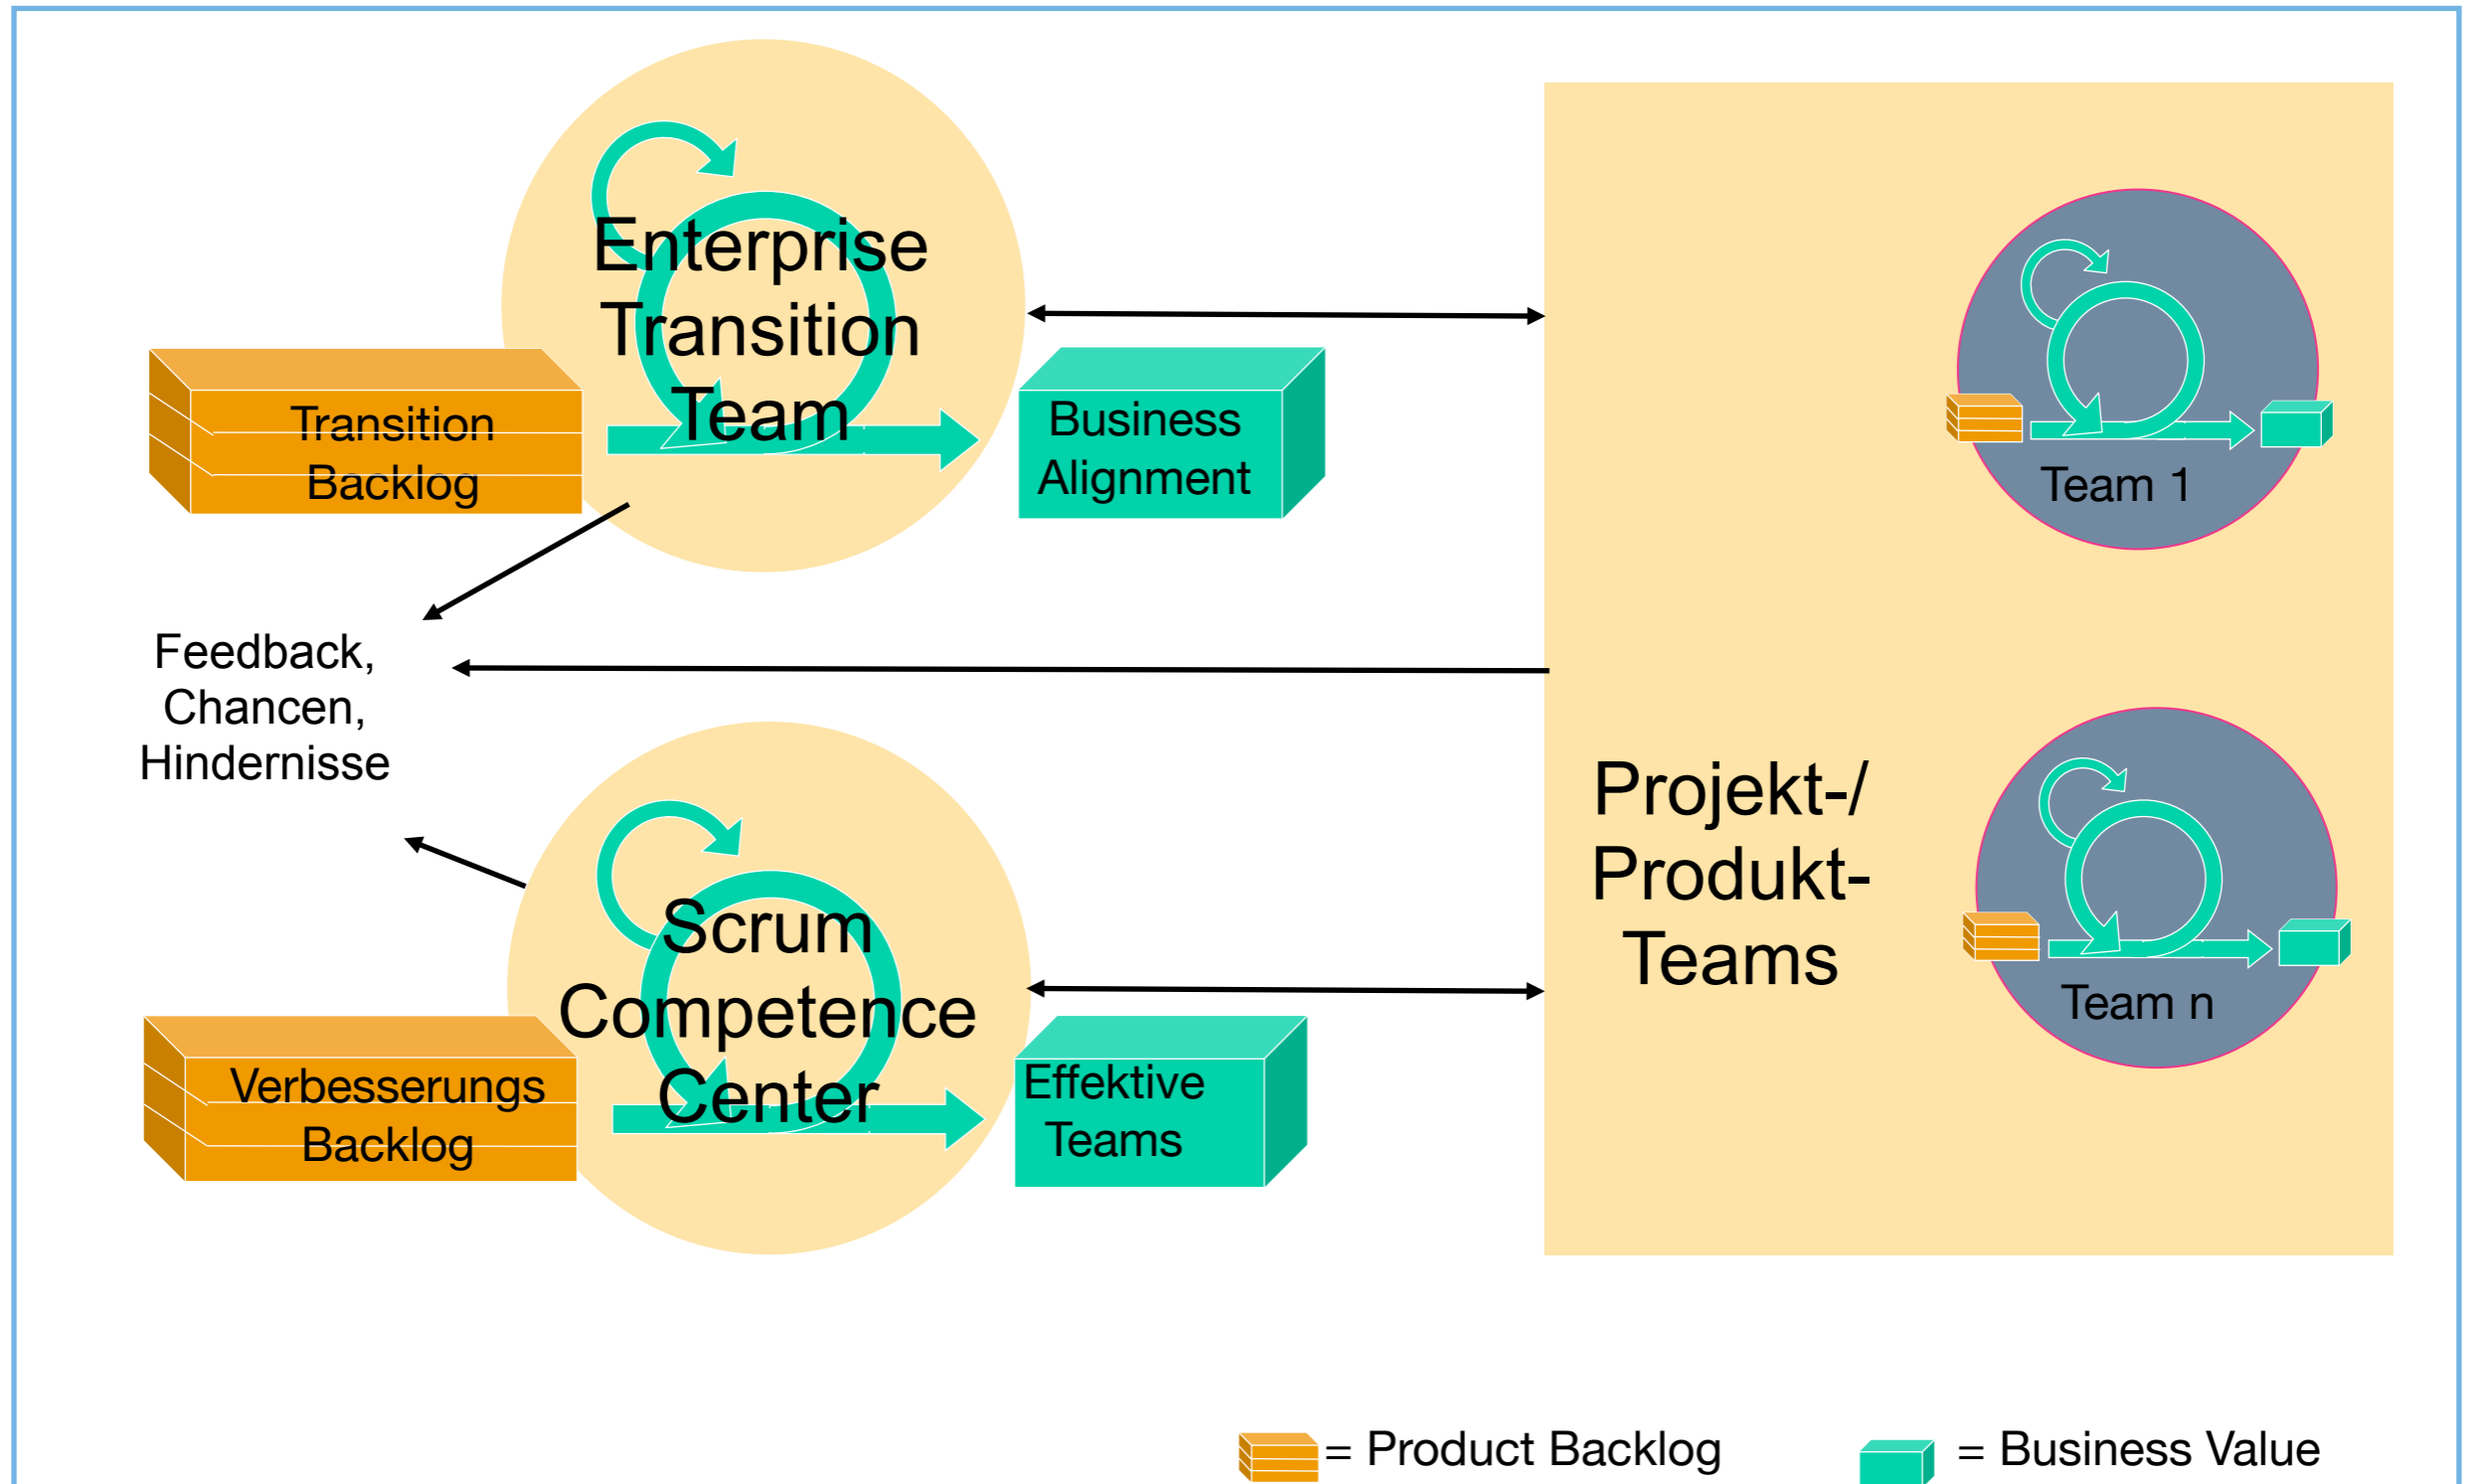 Enterprise
Transition
Team
Transition
Backlog
Business
Alignment
Team 1
Feedback,
Chancen,
Hindernisse
Projekt-/
Produkt-
Teams
Scrum
Competence
Center
Verbesserungs
Backlog
Effektive
Teams
Team n
= Product Backlog
= Business Value